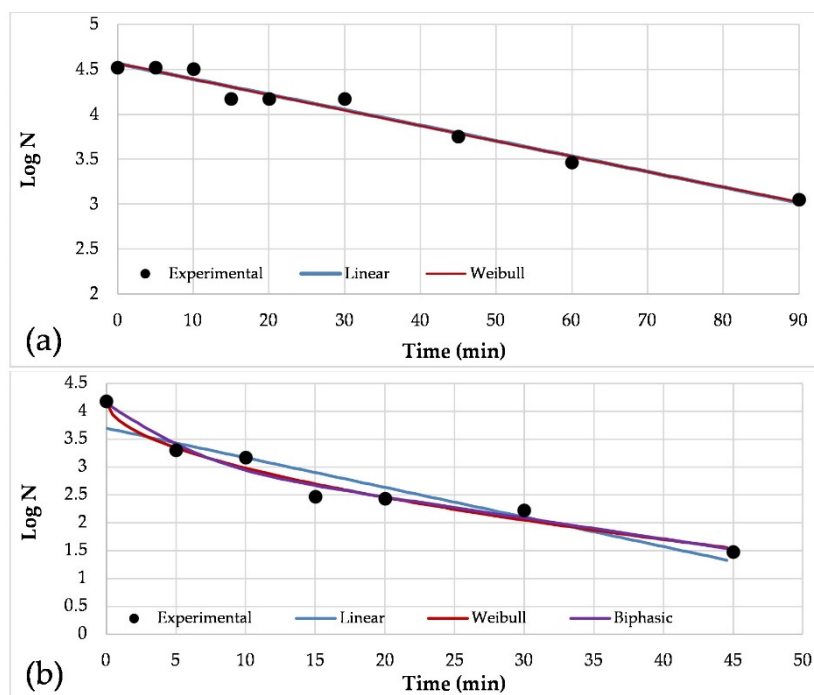 5
4.5
4
3.5
3
2.5
2
Log N
Experimental Linear Weibull
0 10 20 30 40 50 60 70 80 90
Time (min)
(a)
4.5
4
3.5
3
2.5
2
1.5
1
0.5
0
Log N
Experimental Linear Weibull Biphasic
0 5 10 15 20 25 30 35 40 45 50
Time (min)
(b)